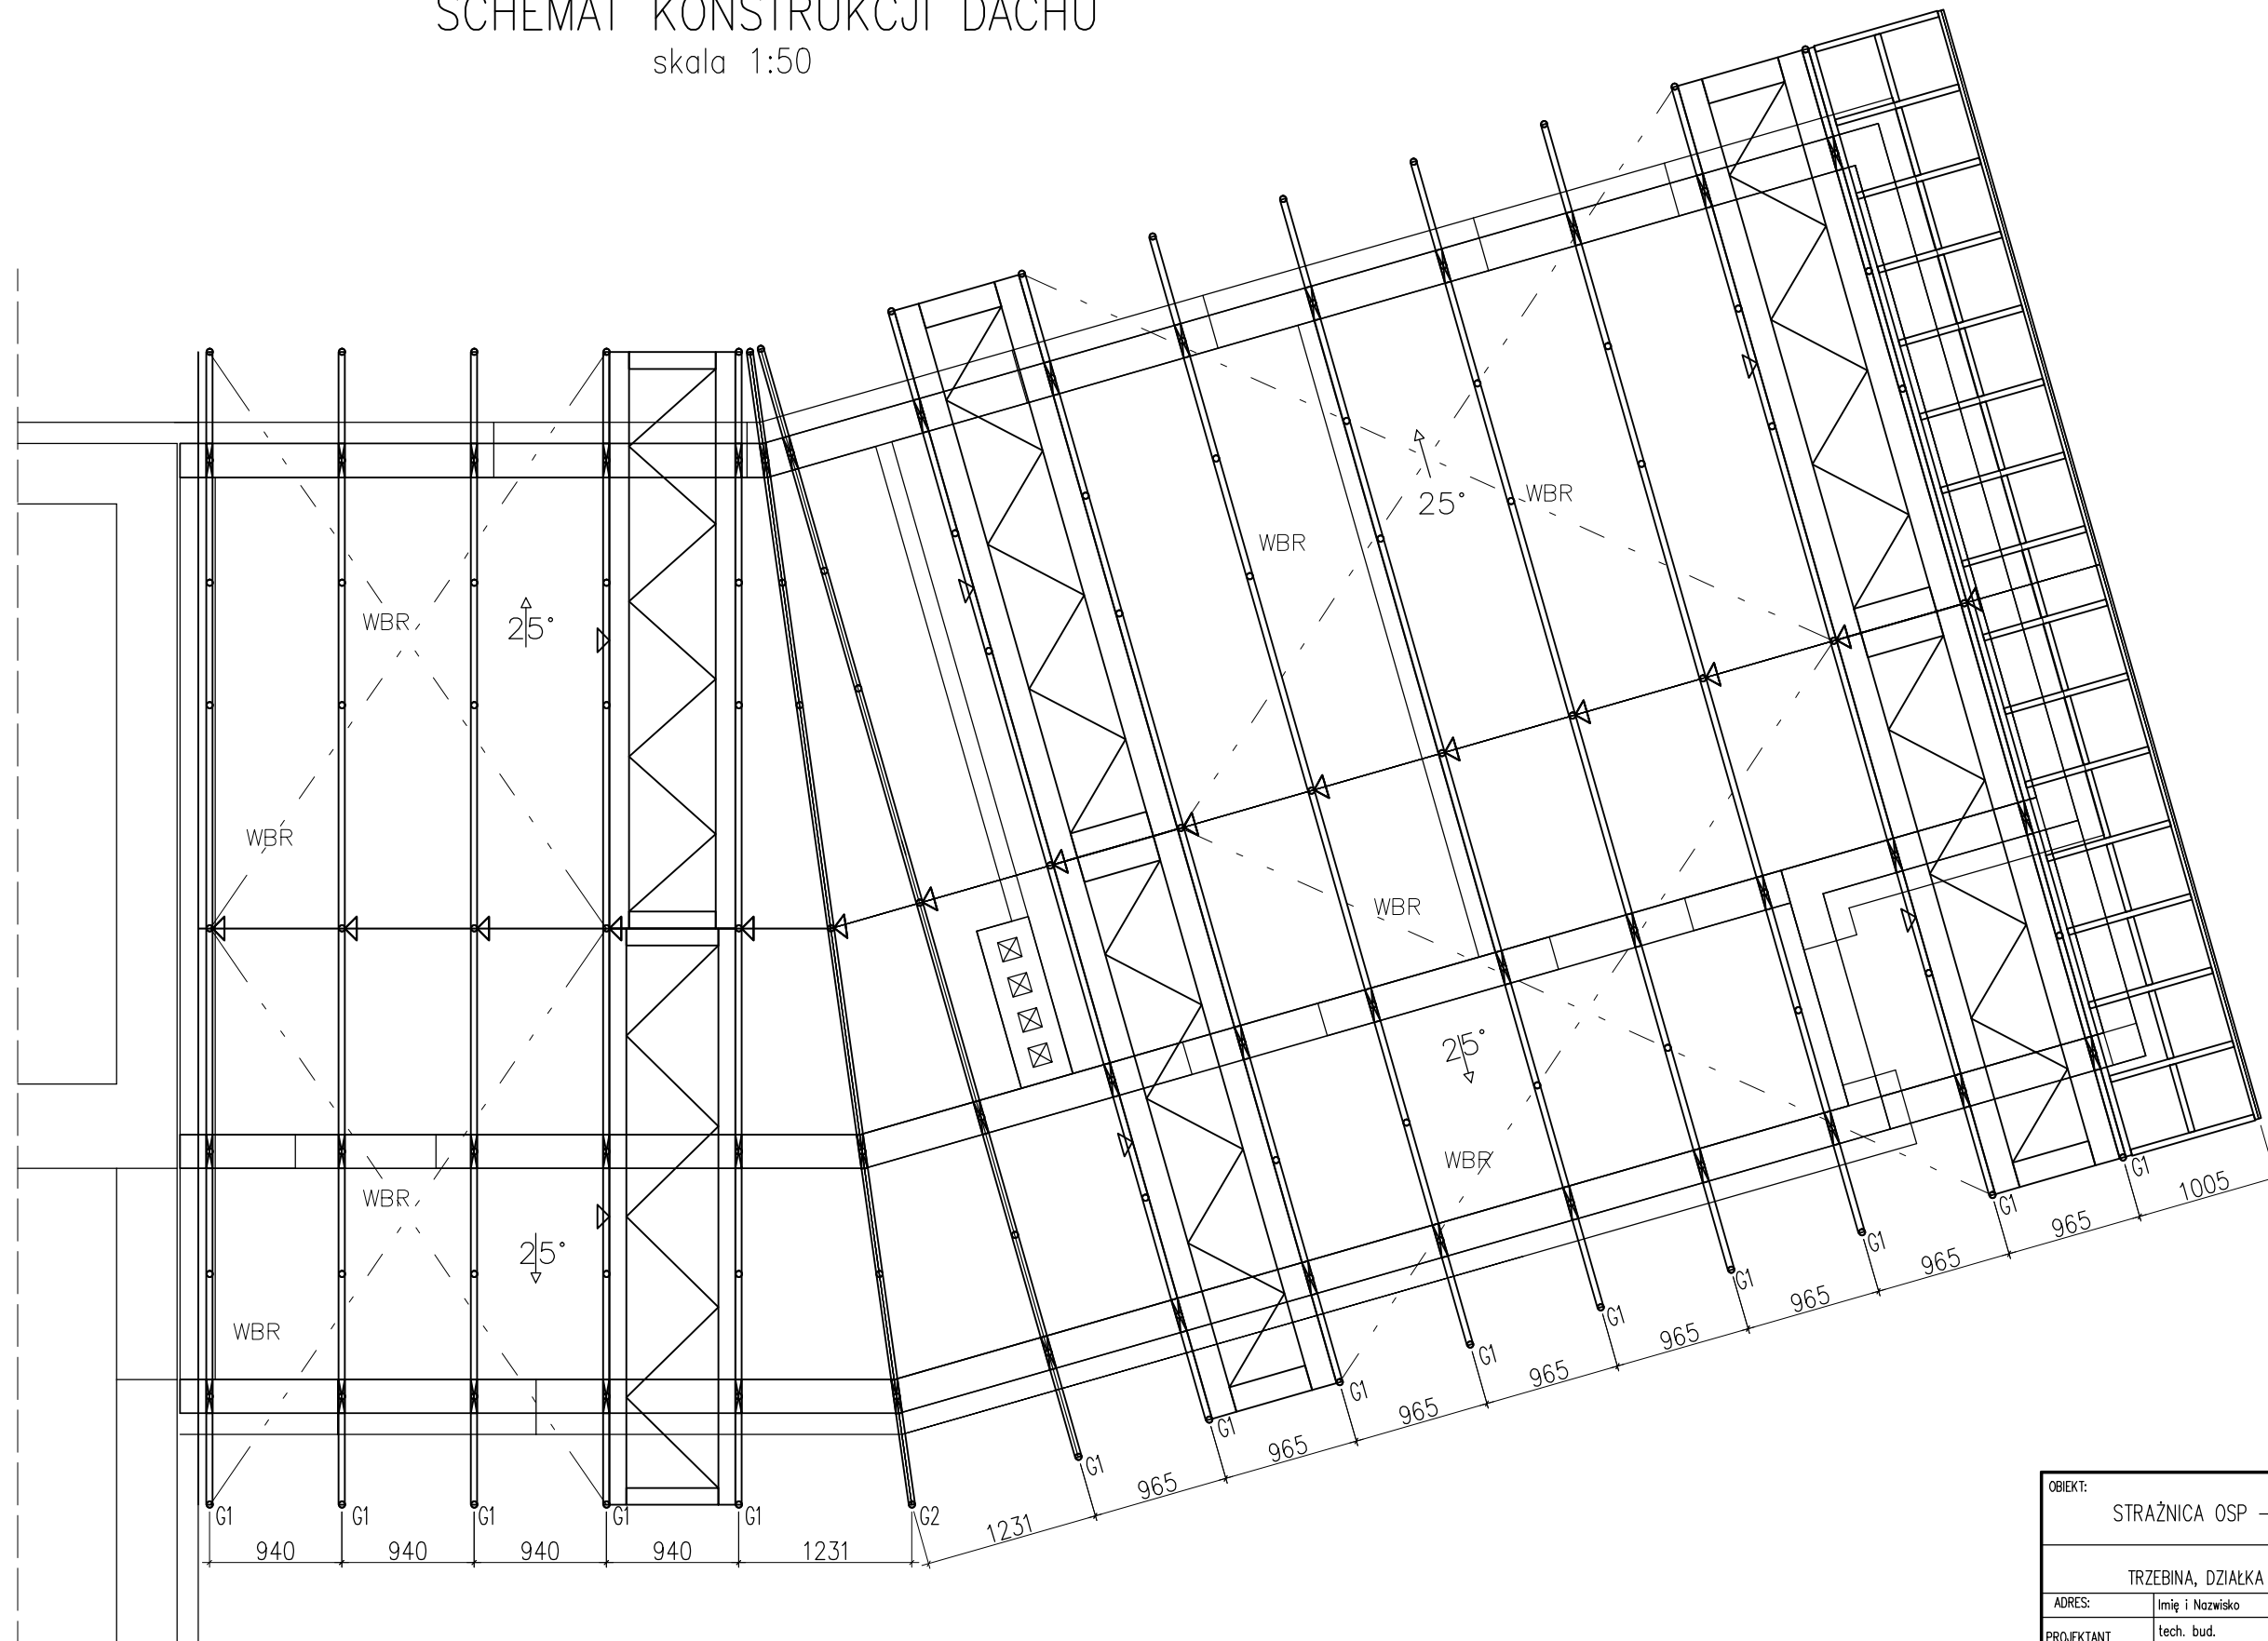 SCHEMAT KONSTRUKCJI DACHU
skala 1:50
WBR
25°
WBR
WBR
25°
WBR
WBR
WBR
WBR
25°
WBR
WBR
25°
G1
G1
G1
G1
G1
G2
G1
G1
G1
G1
G1
G1
G1
G1
G1
940
940
940
940
1231
1231
965
965
965
965
965
965
965
965
1005
OBIEKT:
STRAŻNICA OSP –
TRZEBINA, DZIAŁKA
ADRES:
Imię i Nazwisko
PROJEKTANT
tech. bud.